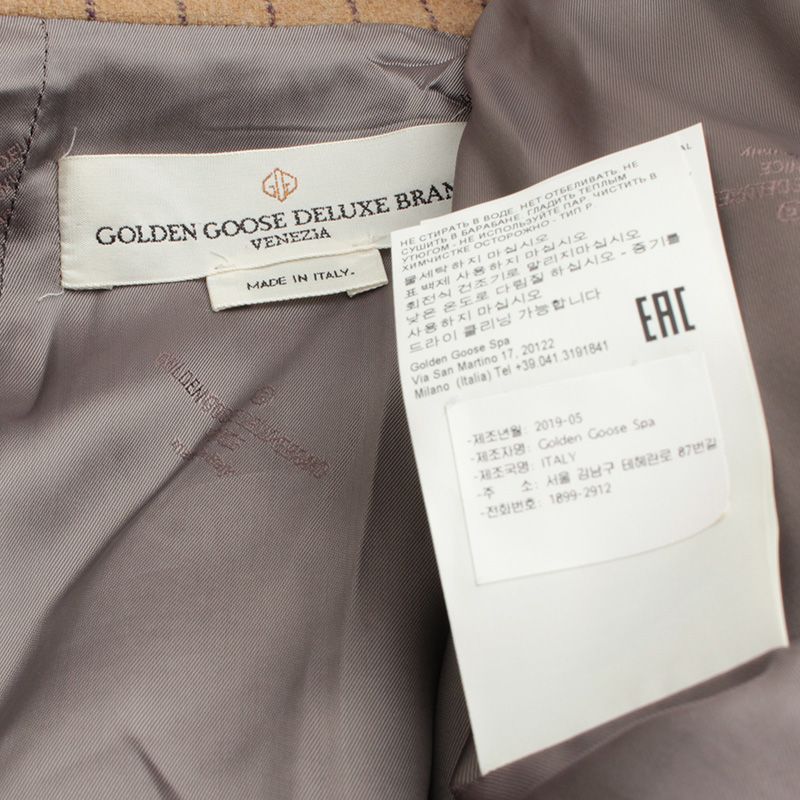 GOLDEN GOOSE DELUXE BRAN
VENEZIA
MADE IN ITALY.
НЕ СТИРАТЬ В ВОДЕ. НЕТ ОТБЕЛИВАТЬ. НЕ
СУШИТЬ В БАРАБАНЕ. ГЛАДИТЬ ТЕПЛЫМ
УТЮГОМ - НЕ ИСПОЛЬЗУЙТЕ ПАР. ЧИСТИТЬ В
ХИМЧИСТКЕ ОСТОРОЖНО - ТИП P
물세탁하지 마십시오
표백제 사용하지 마십시오
회전식 건조기로 말리지마십시오
낮은 온도로 다림질 하십시오 - 증기를
사용하지 마십시오
드라이 클리닝 가능합니다
EAC
Golden Goose Spa
Via San Martino 17, 20122
Milano (Italia) Tel +39.041.3191841
-제조년월: 2019-05
-제조자명: Golden Goose Spa
-제조국명: ITALY
-주 소: 서울 강남구 테헤란로 87번길
-전화번호: 1899-2912